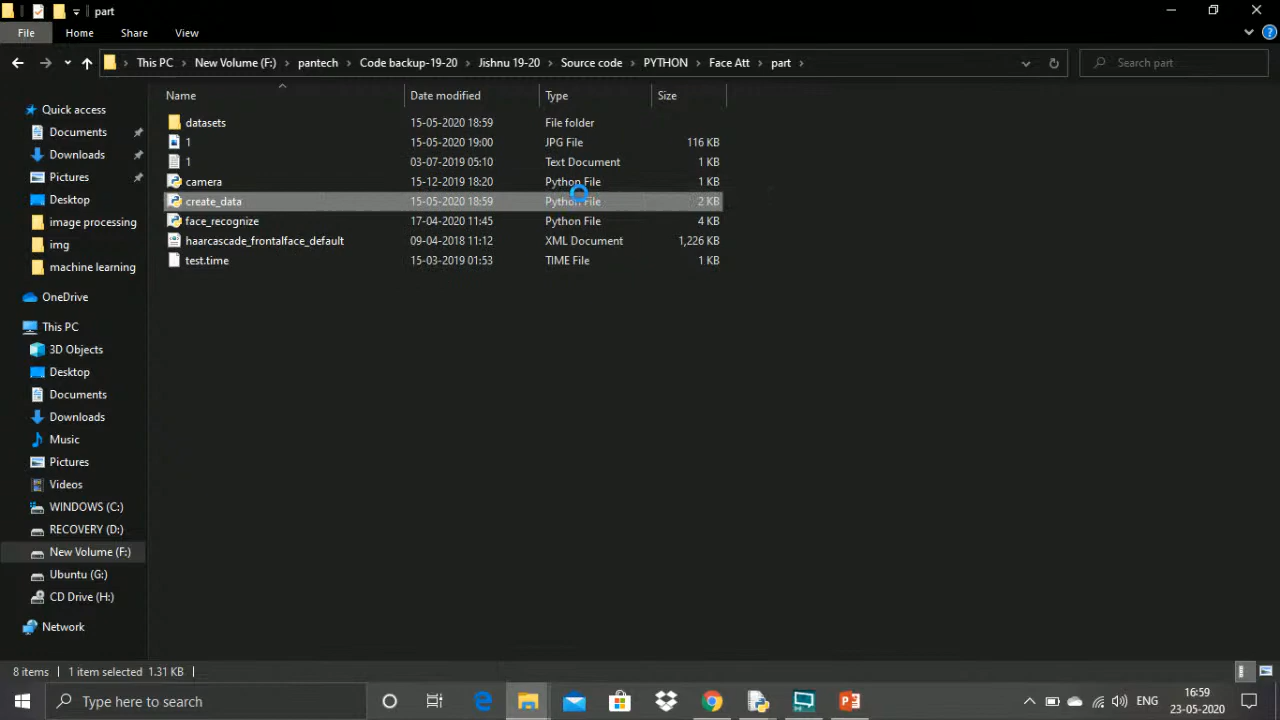 part
File Home Share View
This PC New Volume (F:) pantech Code backup-19-20 Jishnu 19-20 Source code PYTHON Face Att part Search part
Name Date modified Type Size
datasets 15-05-2020 18:59 File folder
1 15-05-2020 19:00 JPG File 116 KB
1 03-07-2019 05:10 Text Document 1 KB
camera 15-12-2019 18:20 Python File 1 KB
create_data 15-05-2020 18:59 Python File 2 KB
face_recognize 17-04-2020 11:45 Python File 4 KB
haarcascade_frontalface_default 09-04-2018 11:12 XML Document 1,226 KB
test.time 15-03-2019 01:53 TIME File 1 KB
Quick access
Documents
Downloads
Pictures
Desktop
image processing
img
machine learning
OneDrive
This PC
3D Objects
Desktop
Documents
Downloads
Music
Pictures
Videos
WINDOWS (C:)
RECOVERY (D:)
New Volume (F:)
Ubuntu (G:)
CD Drive (H:)
Network
8 items 1 item selected 1.31 KB
Type here to search
ENG
16:59
23-05-2020